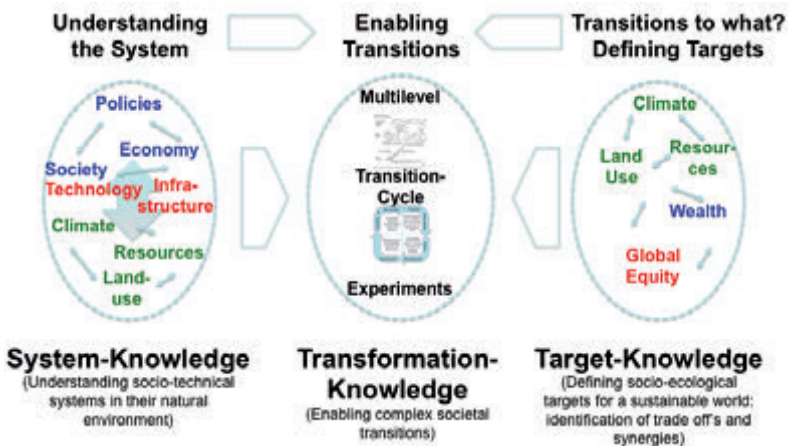 Understanding
the System
Enabling
Transitions
Transitions to what?
Defining Targets
Policies
Economy
Society
Technology
Infra-
structure
Climate
Resources
Land-
use
Multilevel
Transition-
Cycle
Experiments
Climate
Land
Use
Resour-
ces
Wealth
Global
Equity
System-Knowledge
(Understanding socio-technical
systems in their natural
environment)
Transformation-
Knowledge
(Enabling complex societal
transitions)
Target-Knowledge
(Defining socio-ecological
targets for a sustainable world:
identification of trade off's and
synergies)